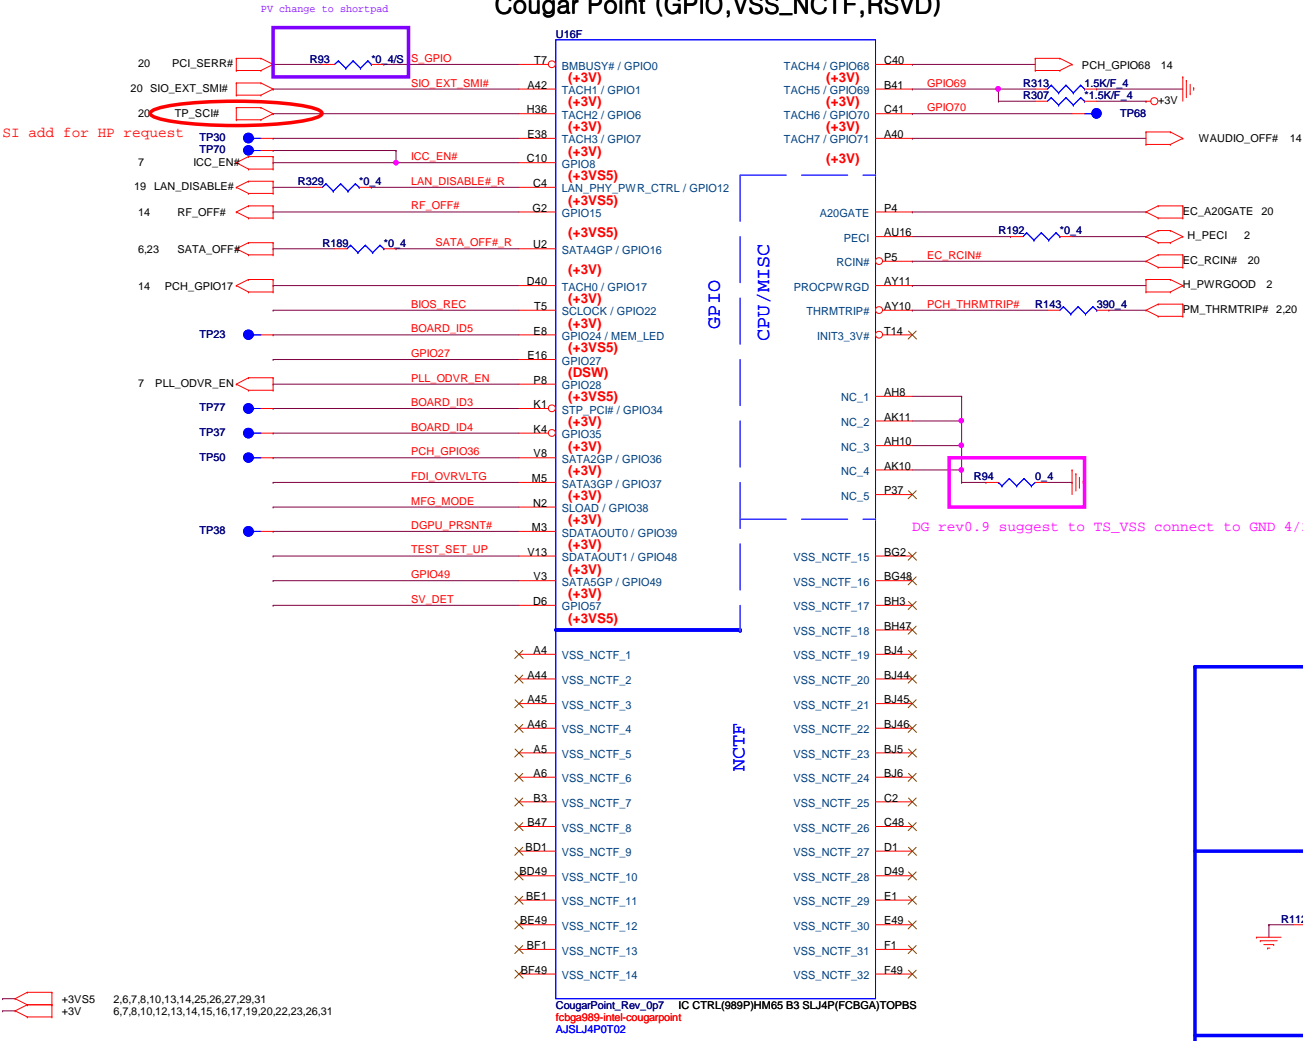 Cougar Point (GPIO,VSS_NCTF,RSVD)
PV change to shortpad
U16F
20 PCI_SERR# R93 *0_4/S S_GPIO T7 BMBUSY# / GPIO0
(+3V)
20 SIO_EXT_SMI# SIO_EXT_SMI# A42 TACH1 / GPIO1
(+3V)
20 TP_SCI# H36 TACH2 / GPIO6
(+3V)
SI add for HP request
TP30 E38 TACH3 / GPIO7
(+3V)
TP70
7 ICC_EN# ICC_EN# C10 GPIO8
(+3VS5)
19 LAN_DISABLE# R329 *0_4 LAN_DISABLE#_R C4 LAN_PHY_PWR_CTRL / GPIO12
(+3VS5)
14 RF_OFF# RF_OFF# G2 GPIO15
(+3VS5)
6,23 SATA_OFF# R189 *0_4 SATA_OFF#_R U2 SATA4GP / GPIO16
(+3V)
14 PCH_GPIO17 D40 TACH0 / GPIO17
(+3V)
BIOS_REC T5 SCLOCK / GPIO22
(+3V)
TP23 BOARD_ID5 E8 GPIO24 / MEM_LED
(+3VS5)
GPIO27 E16 GPIO27
(DSW)
7 PLL_ODVR_EN PLL_ODVR_EN P8 GPIO28
(+3VS5)
TP77 BOARD_ID3 K1 STP_PCI# / GPIO34
(+3V)
TP37 BOARD_ID4 K4 GPIO35
(+3V)
TP50 PCH_GPIO36 V8 SATA2GP / GPIO36
(+3V)
FDI_OVRVLTG M5 SATA3GP / GPIO37
(+3V)
MFG_MODE N2 SLOAD / GPIO38
(+3V)
TP38 DGPU_PRSNT# M3 SDATAOUT0 / GPIO39
(+3V)
TEST_SET_UP V13 SDATAOUT1 / GPIO48
(+3V)
GPIO49 V3 SATA5GP / GPIO49
(+3V)
SV_DET D6 GPIO57
(+3VS5)
A4 VSS_NCTF_1
A44 VSS_NCTF_2
A45 VSS_NCTF_3
A46 VSS_NCTF_4
A5 VSS_NCTF_5
A6 VSS_NCTF_6
B3 VSS_NCTF_7
B47 VSS_NCTF_8
BD1 VSS_NCTF_9
BD49 VSS_NCTF_10
BE1 VSS_NCTF_11
BE49 VSS_NCTF_12
BF1 VSS_NCTF_13
BF49 VSS_NCTF_14
GPIO
CPU/MISC
NCTF
TACH4 / GPIO68 C40 PCH_GPIO68 14
(+3V)
TACH5 / GPIO69 B41 GPIO69 R313 1.5K/F_4
(+3V)
R307 *1.5K/F_4 +3V
TACH6 / GPIO70 C41 GPIO70 TP68
(+3V)
TACH7 / GPIO71 A40 WAUDIO_OFF# 14
(+3V)
A20GATE P4 EC_A20GATE 20
PECI AU16 R192 *0_4 H_PECI 2
RCIN# P5 EC_RCIN# EC_RCIN# 20
PROCPWRGD AY11 H_PWRGOOD 2
THRMTRIP# AY10 PCH_THRMTRIP# R143 390_4 PM_THRMTRIP# 2,20
INIT3_3V# T14
NC_1 AH8
NC_2 AK11
NC_3 AH10
NC_4 AK10
R94 0_4
NC_5 P37
DG rev0.9 suggest to TS_VSS connect to GND 4/
VSS_NCTF_15 BG2
VSS_NCTF_16 BG48
VSS_NCTF_17 BH3
VSS_NCTF_18 BH47
VSS_NCTF_19 BJ4
VSS_NCTF_20 BJ44
VSS_NCTF_21 BJ45
VSS_NCTF_22 BJ46
VSS_NCTF_23 BJ5
VSS_NCTF_24 BJ6
VSS_NCTF_25 C2
VSS_NCTF_26 C48
VSS_NCTF_27 D1
VSS_NCTF_28 D49
VSS_NCTF_29 E1
VSS_NCTF_30 E49
VSS_NCTF_31 F1
VSS_NCTF_32 F49
R112
CougarPoint_Rev_0p7 IC CTRL(989P)HM65 B3 SLJ4P(FCBGA)TOPBS
fcbga989-intel-cougarpoint
AJSLJ4P0T02
+3VS5 2,6,7,8,10,13,14,25,26,27,29,31
+3V 6,7,8,10,12,13,14,15,16,17,19,20,22,23,26,31